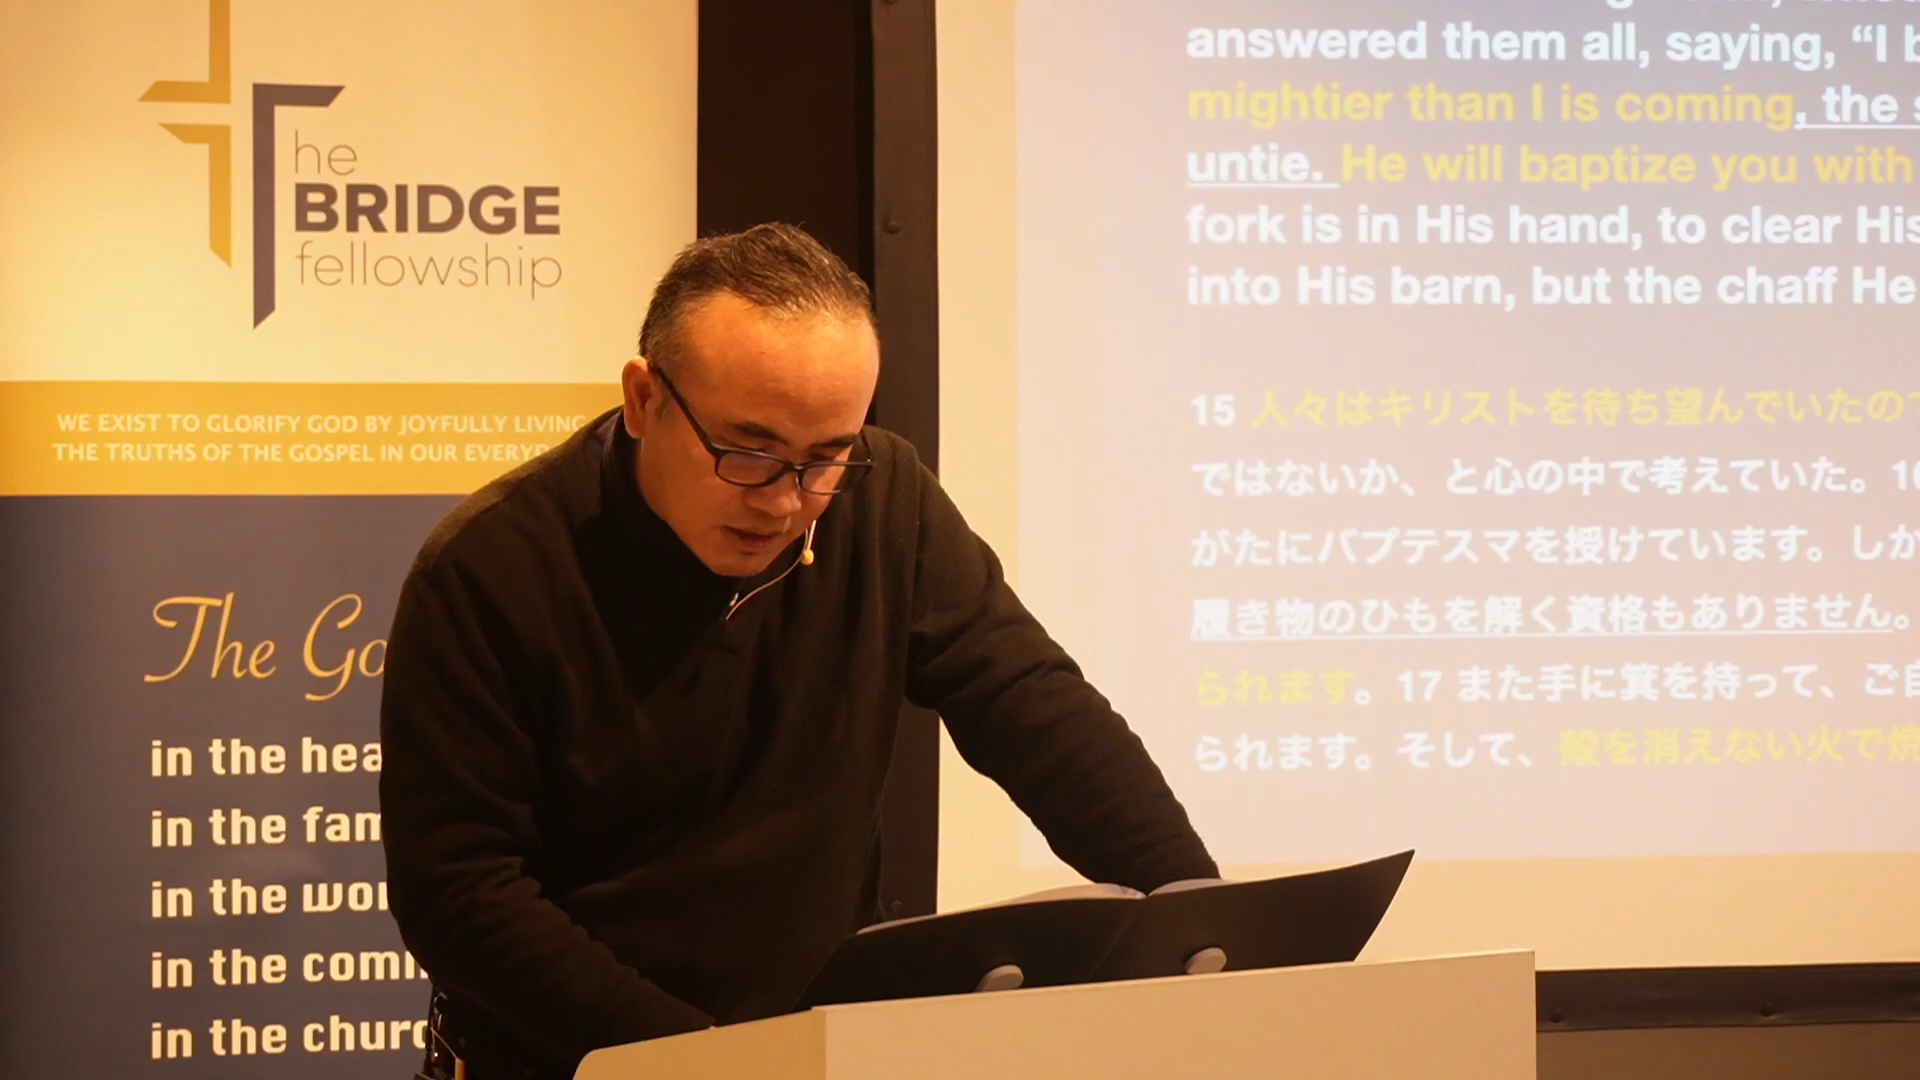 he
BRIDGE
fellowship
WE EXIST TO GLORIFY GOD BY JOYFULLY LIVING
THE TRUTHS OF THE GOSPEL IN OUR
The
in the
in the
in the
in the
in the
answered them all, saying, “I
mightier than I is coming, the
untie. He will baptize you with
fork is in His hand, to clear His
into His barn, but the chaff He
15 人々はキリストを待ち望んでいたので
ではないか、と心の中で考えていた。
がたにバプテスマを授けています。しか
履き物のひもを解く資格もありません。
られます。17 また手に箕を持って、ご自
られます。そして、殻を消えない火で焼